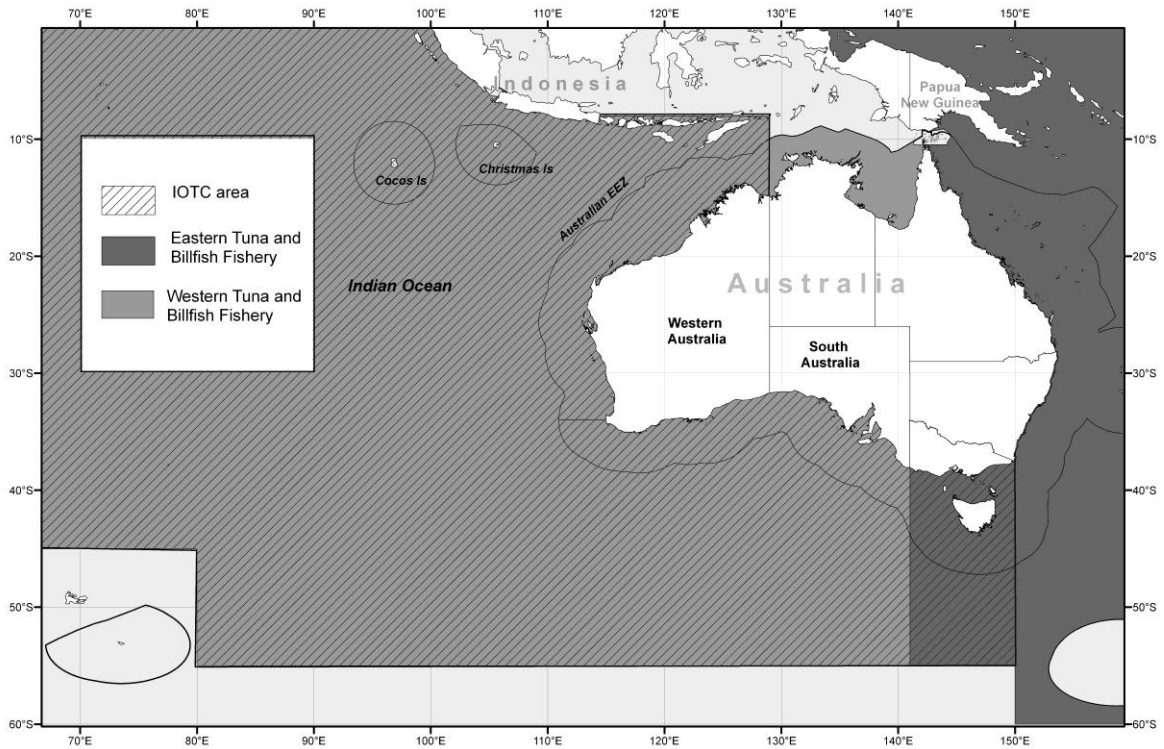 70°E 80°E 90°E 100°E 110°E 120°E 130°E 140°E 150°E
Indonesia
Papua
New Guinea
10°S 10°S
Cocos Is
Christmas Is
IOTC area
Eastern Tuna and
Billfish Fishery
Western Tuna and
Billfish Fishery
Australian EEZ
20°S 20°S
Indian Ocean
Australia
Western
Australia
South
Australia
30°S 30°S
40°S 40°S
50°S 50°S
60°S 60°S
70°E 80°E 90°E 100°E 110°E 120°E 130°E 140°E 150°E